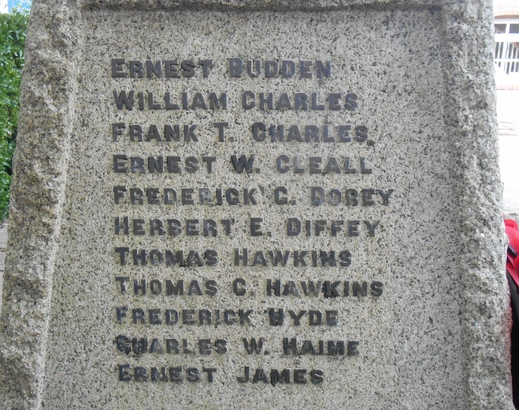 ERNEST BUDDEN
WILLIAM CHARLES
FRANK T. CHARLES
ERNEST W. CLEALL
FREDERICK C. DOREY
HERBERT E. DIFFEY
THOMAS HAWKINS
THOMAS C. HAWKINS
FREDERICK HYDE
CHARLES W. HAIME
ERNEST JAMES